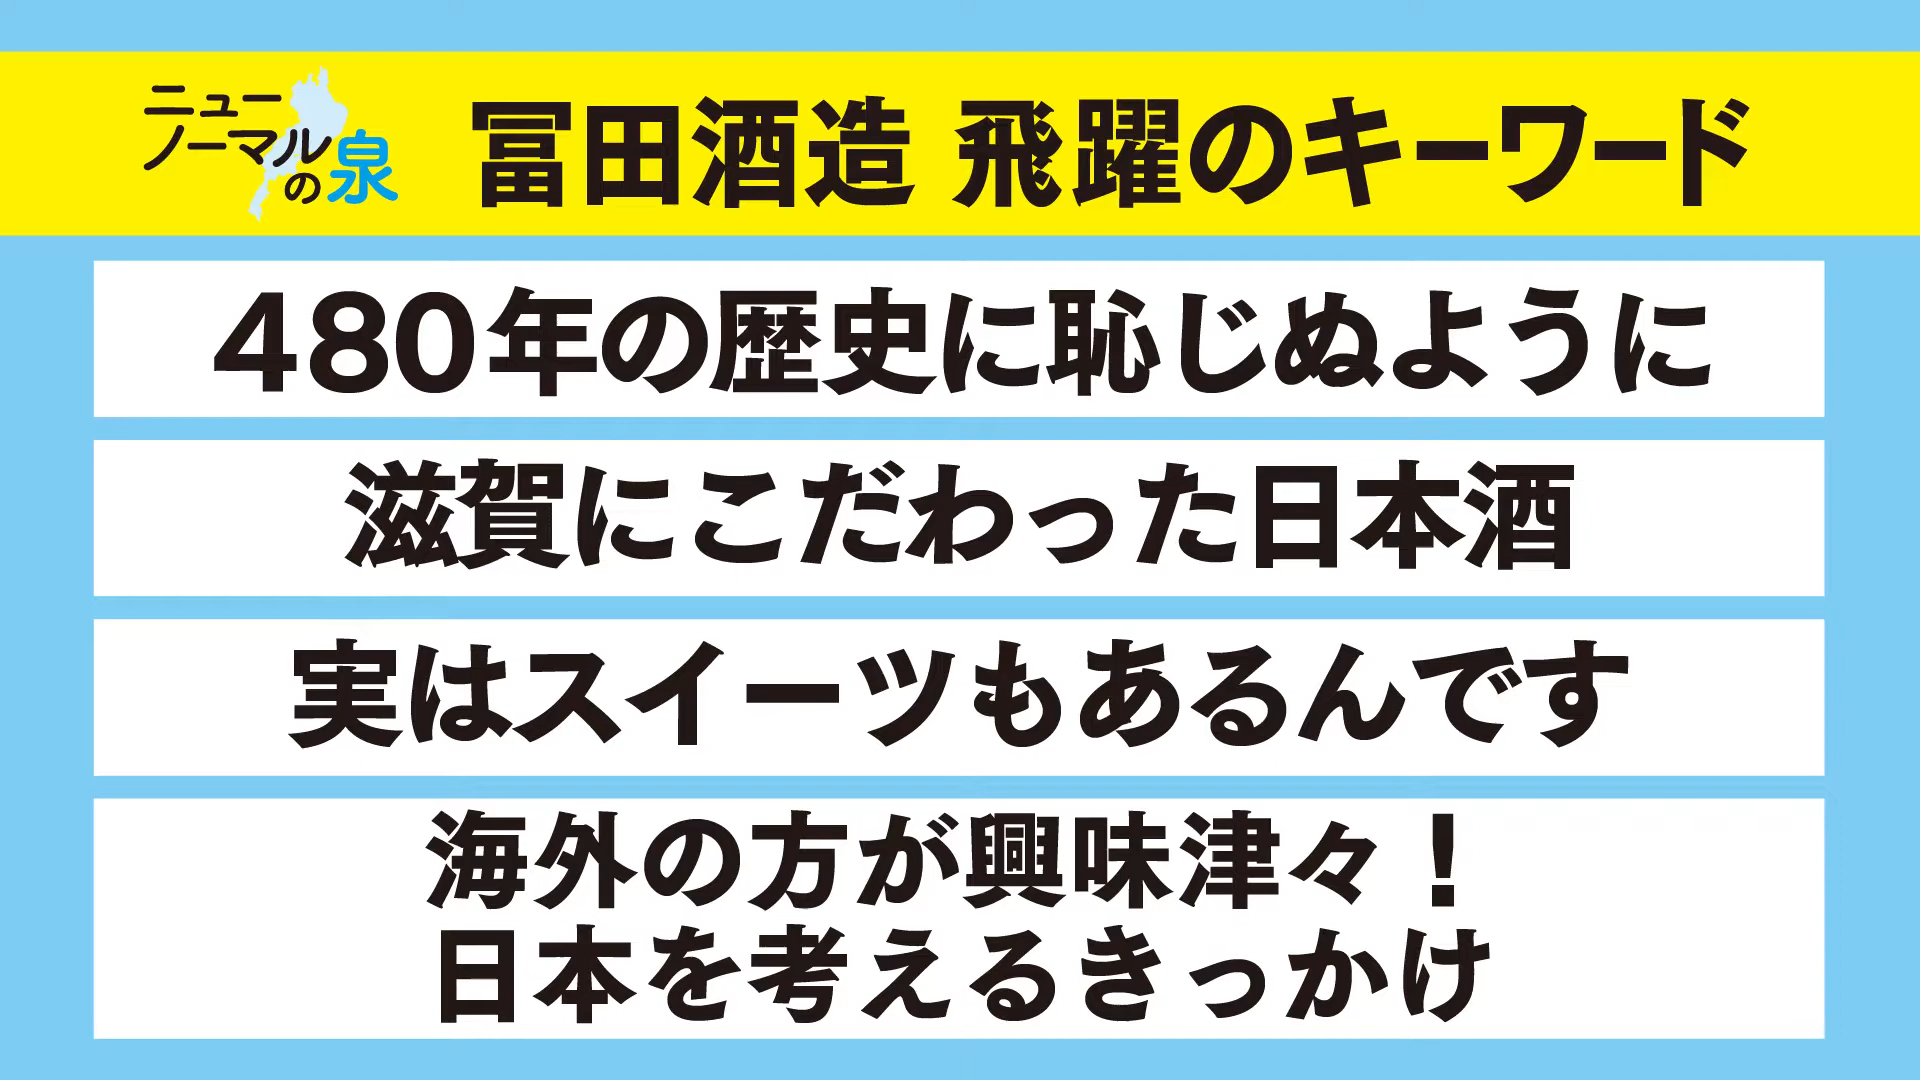 ニュー
ノーマル
の泉
冨田酒造 飛躍のキーワード
480年の歴史に恥じぬように
滋賀にこだわった日本酒
実はスイーツもあるんです
海外の方が興味津々！
日本を考えるきっかけ